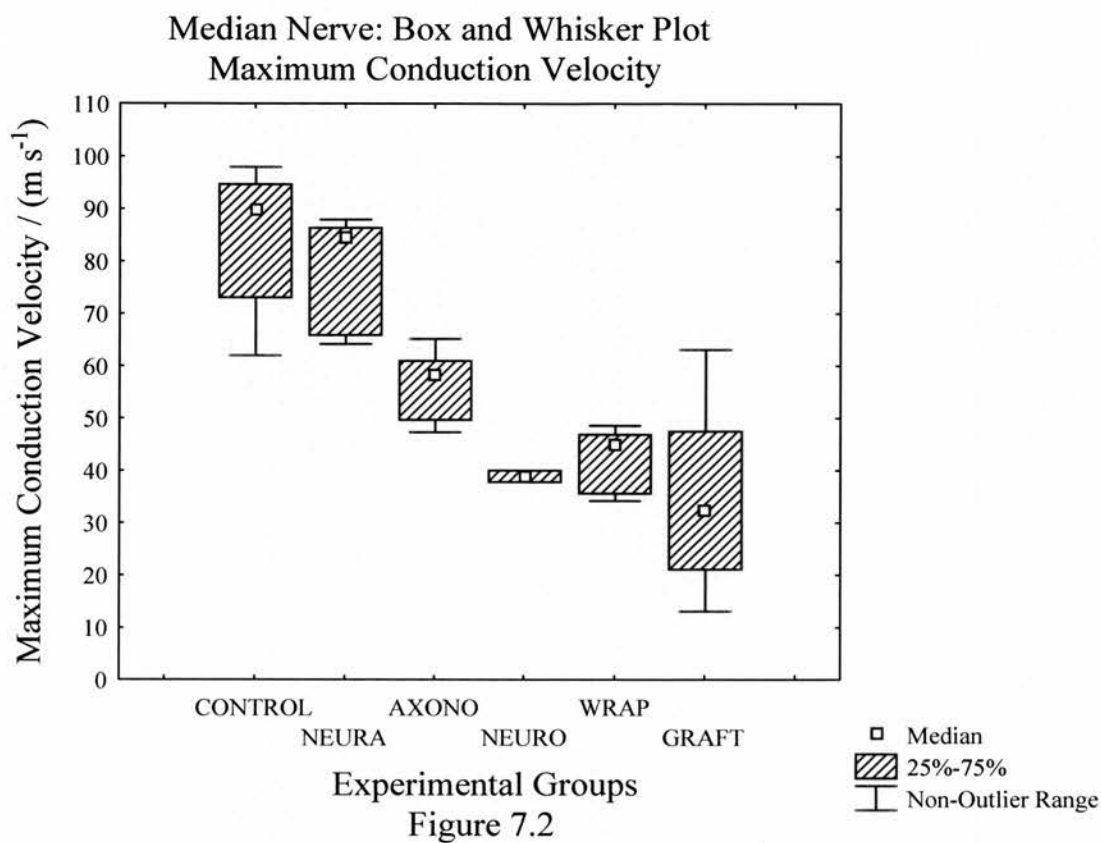 Median Nerve: Box and Whisker Plot
Maximum Conduction Velocity
Maximum Conduction Velocity / (m s⁻¹)
110
100
90
80
70
60
50
40
30
20
10
0
CONTROL
NEURA
AXONO
NEURO
WRAP
GRAFT
Experimental Groups
Figure 7.2
Median
25%-75%
Non-Outlier Range